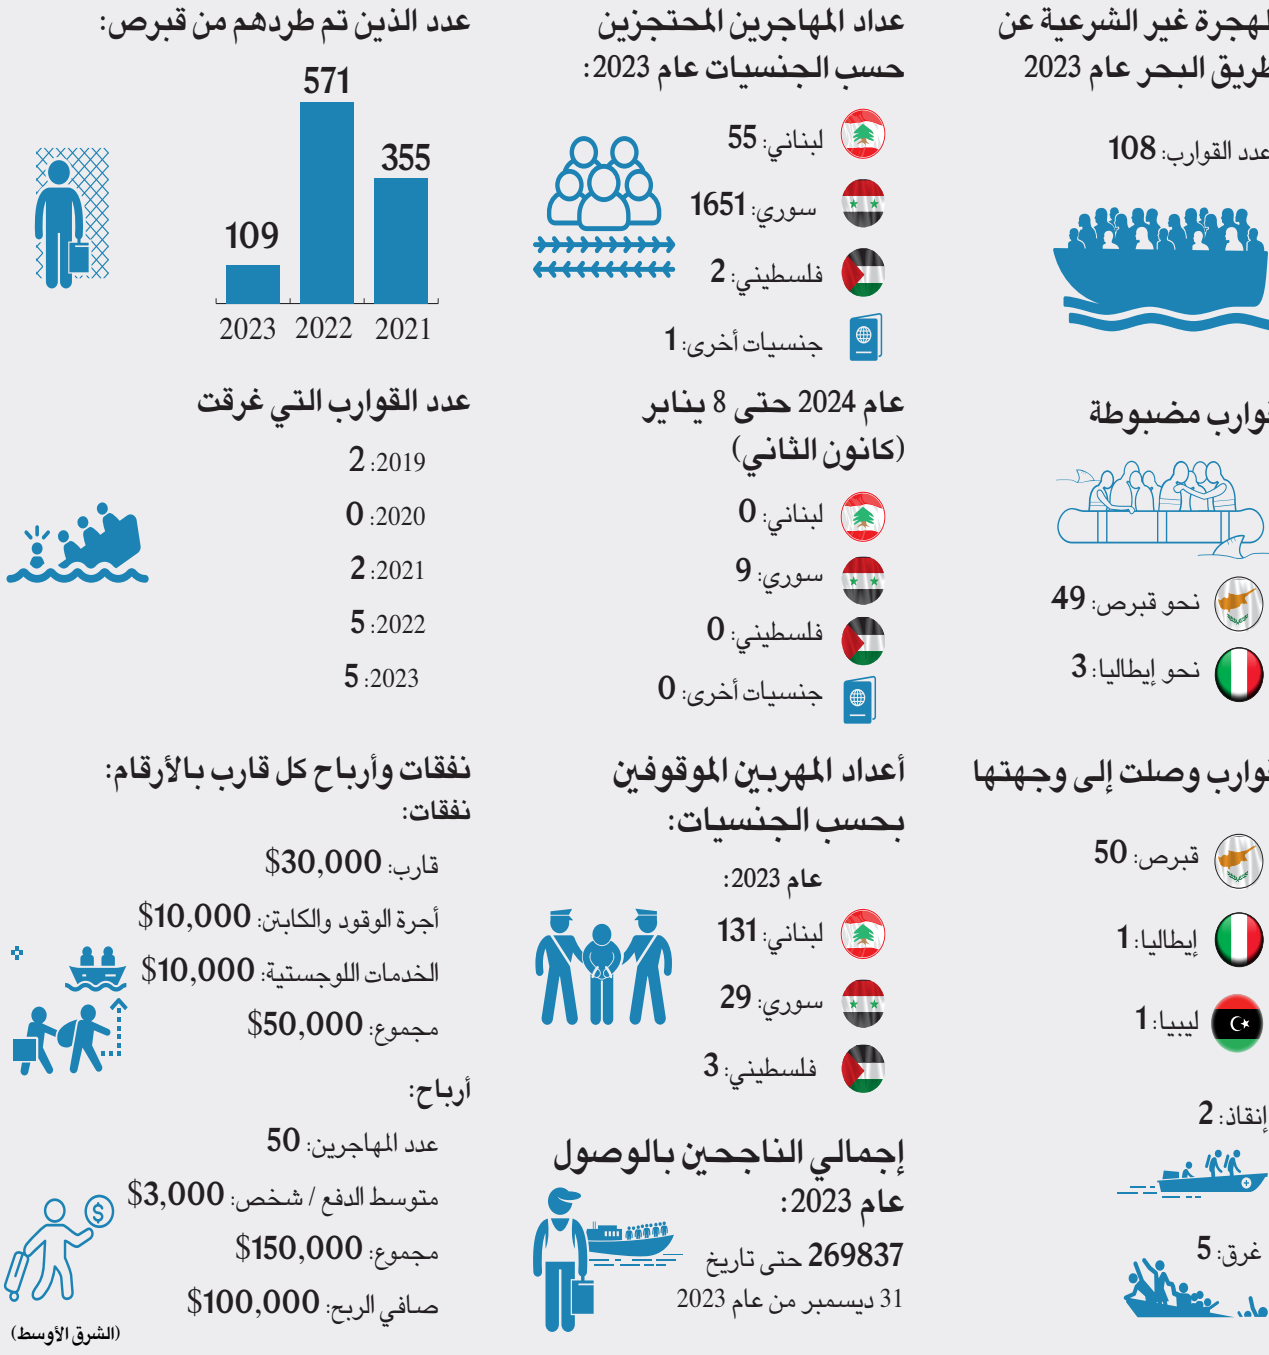 لهجرة غير الشرعية عن
طريق البحر عام 2023
عدد القوارب: 108
قوارب مضبوطة
نحو قبرص: 49
نحو إيطاليا: 3
قوارب وصلت إلى وجهتها
قبرص: 50
إيطاليا: 1
ليبيا: 1
إنقاذ: 2
غرق: 5
عداد المهاجرين المحتجزين
حسب الجنسيات عام 2023:
لبناني: 55
سوري: 1651
فلسطيني: 2
جنسيات أخرى: 1
عام 2024 حتى 8 يناير
(كانون الثاني)
لبناني: 0
سوري: 9
فلسطيني: 0
جنسيات أخرى: 0
أعداد المهربين الموقوفين
بحسب الجنسيات:
عام 2023:
لبناني: 131
سوري: 29
فلسطيني: 3
إجمالي الناجحين بالوصول
عام 2023:
269837 حتى تاريخ
31 ديسمبر من عام 2023
عدد الذين تم طردهم من قبرص:
571
355
109
2021
2022
2023
عدد القوارب التي غرقت
2019: 2
2020: 0
2021: 2
2022: 5
2023: 5
نفقات وأرباح كل قارب بالأرقام:
نفقات:
قارب: 30,000$
أجرة الوقود والكابتن: 10,000$
الخدمات اللوجستية: 10,000$
مجموع: 50,000$
أرباح:
عدد المهاجرين: 50
متوسط الدفع / شخص: 3,000$
مجموع: 150,000$
صافي الربح: 100,000$
(الشرق الأوسط)